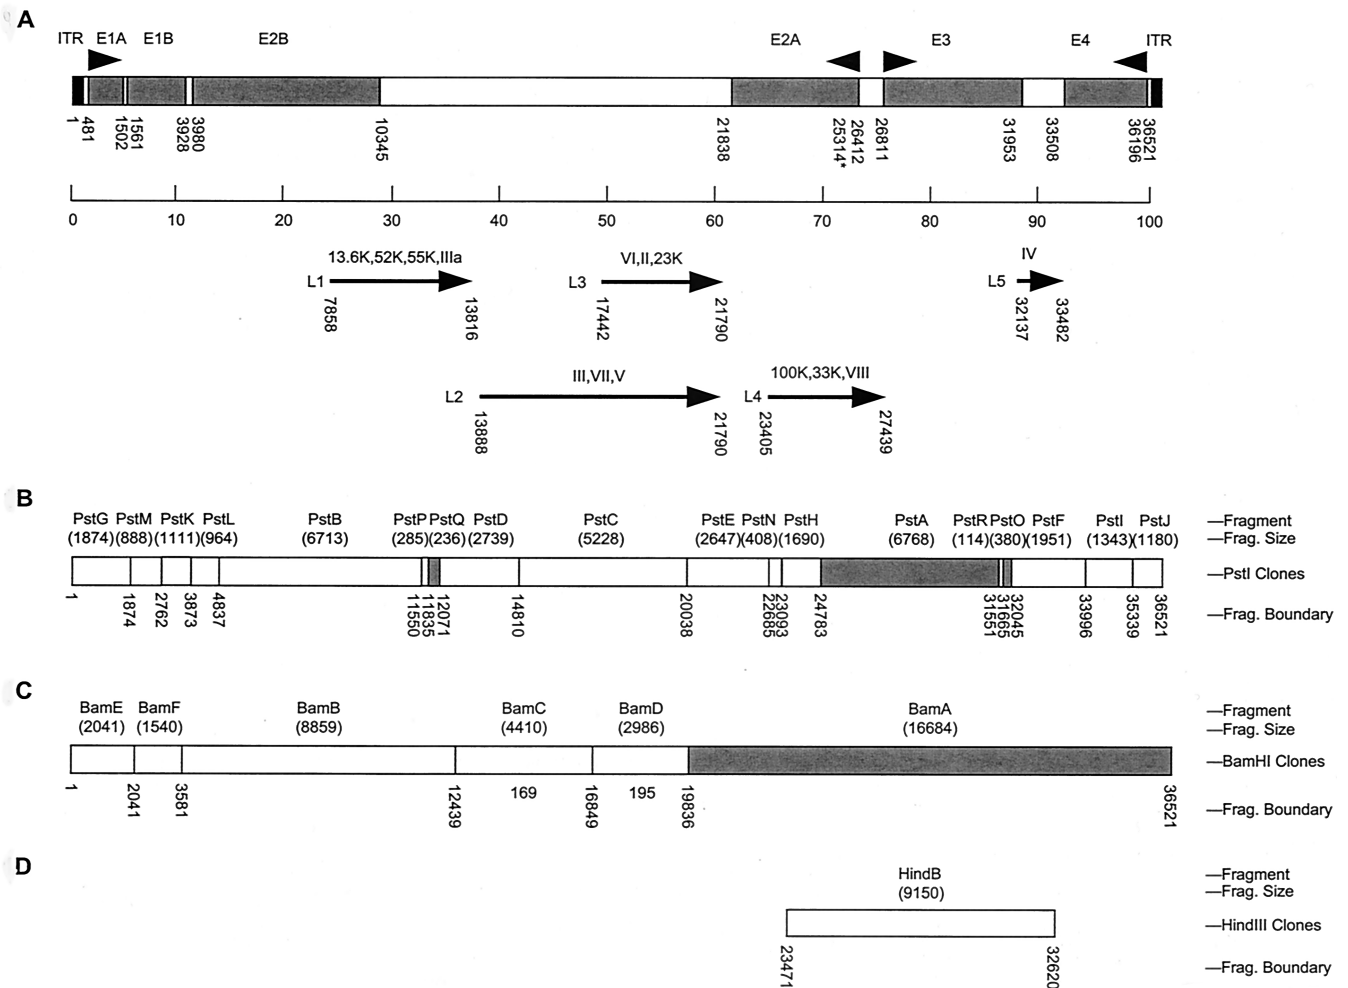 A
ITR E1A E1B E2B E2A E3 E4 ITR
1 481 1502 1561 3928 3980 10345 21838 25314* 26412 26811 31953 33508 36196 36521
0 10 20 30 40 50 60 70 80 90 100
13.6K,52K,55K,IIIa VI,II,23K IV
L1 L3 L5
7858 13816 17442 21790 32137 33482
III,VII,V 100K,33K,VIII
L2 L4
13888 21790 23405 27439
B
PstG PstM PstK PstL PstB PstP PstQ PstD PstC PstE PstN PstH PstA PstR PstO PstF PstI PstJ —Fragment
(1874) (888) (1111) (964) (6713) (285) (236) (2739) (5228) (2647) (408) (1690) (6768) (114) (380) (1951) (1343) (1180) —Frag. Size
—PstI Clones
1 1874 2762 3873 4837 11550 11835 12071 14810 20038 22685 23093 24783 31551 31665 32045 33996 35339 36521 —Frag. Boundary
C
BamE BamF BamB BamC BamD BamA —Fragment
(2041) (1540) (8859) (4410) (2986) (16684) —Frag. Size
—BamHI Clones
1 2041 3581 12439 169 16849 195 19836 36521 —Frag. Boundary
D
HindB —Fragment
(9150) —Frag. Size
—HindIII Clones
23471 32620 —Frag. Boundary